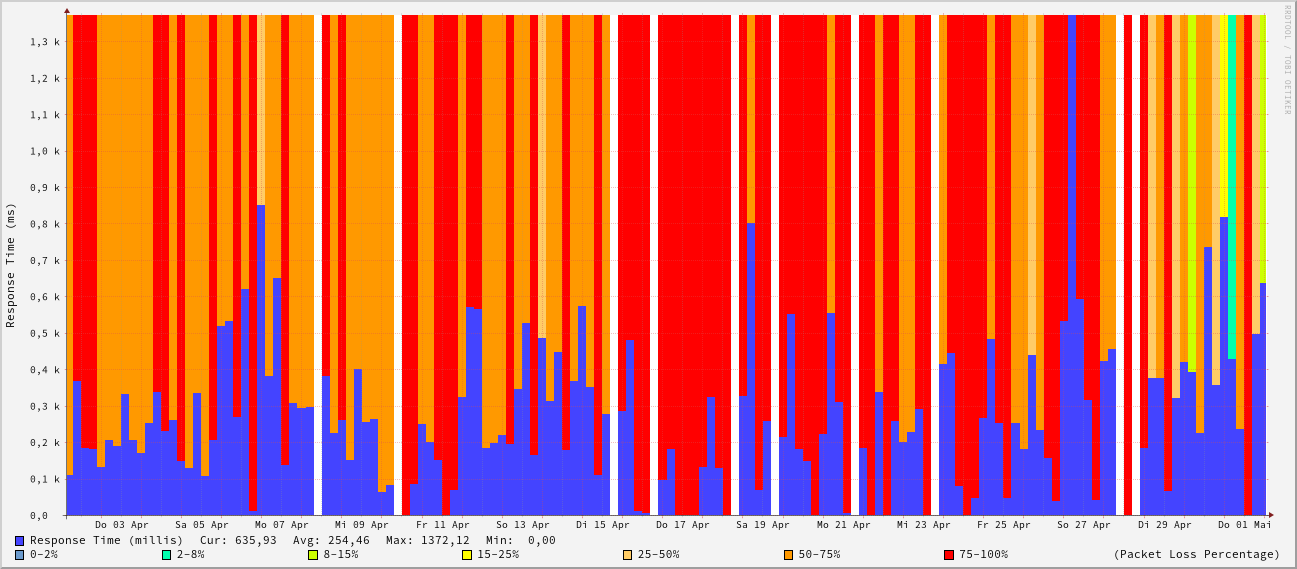 RRDTOOL / TOBI OETIKER
Response Time (ms)
1,3 k
1,2 k
1,1 k
1,0 k
0,9 k
0,8 k
0,7 k
0,6 k
0,5 k
0,4 k
0,3 k
0,2 k
0,1 k
0,0
Do 03 Apr Sa 05 Apr Mo 07 Apr Mi 09 Apr Fr 11 Apr So 13 Apr Di 15 Apr Do 17 Apr Sa 19 Apr Mo 21 Apr Mi 23 Apr Fr 25 Apr So 27 Apr Di 29 Apr Do 01 Mai
Response Time (millis) Cur: 635,93 Avg: 254,46 Max: 1372,12 Min: 0,00
0-2% 2-8% 8-15% 15-25% 25-50% 50-75% 75-100% (Packet Loss Percentage)